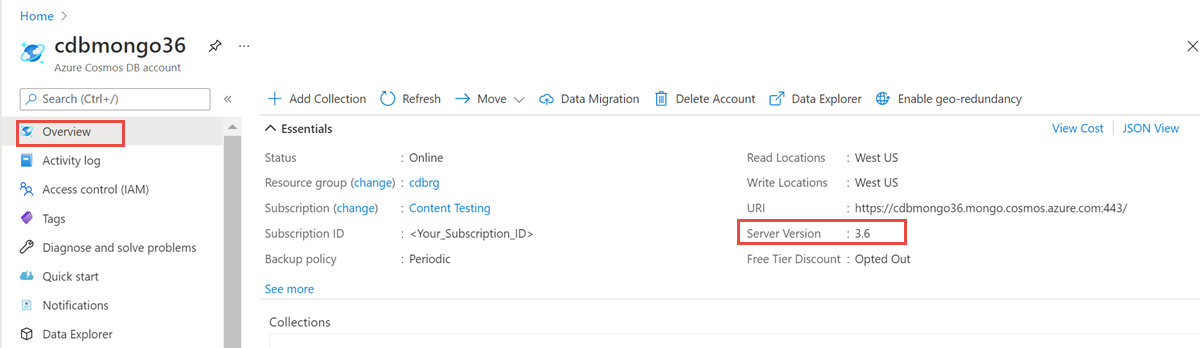 Home >
cdbmongo36
Azure Cosmos DB account
Search (Ctrl+/)
Overview
Activity log
Access control (IAM)
Tags
Diagnose and solve problems
Quick start
Notifications
Data Explorer
Add Collection Refresh Move Data Migration Delete Account Data Explorer Enable geo-redundancy
Essentials
View Cost JSON View
Status : Online
Resource group (change) : cdbrg
Subscription (change) : Content Testing
Subscription ID : <Your_Subscription_ID>
Backup policy : Periodic
See more
Read Locations : West US
Write Locations : West US
URI : https://cdbmongo36.mongo.cosmos.azure.com:443/
Server Version : 3.6
Free Tier Discount : Opted Out
Collections